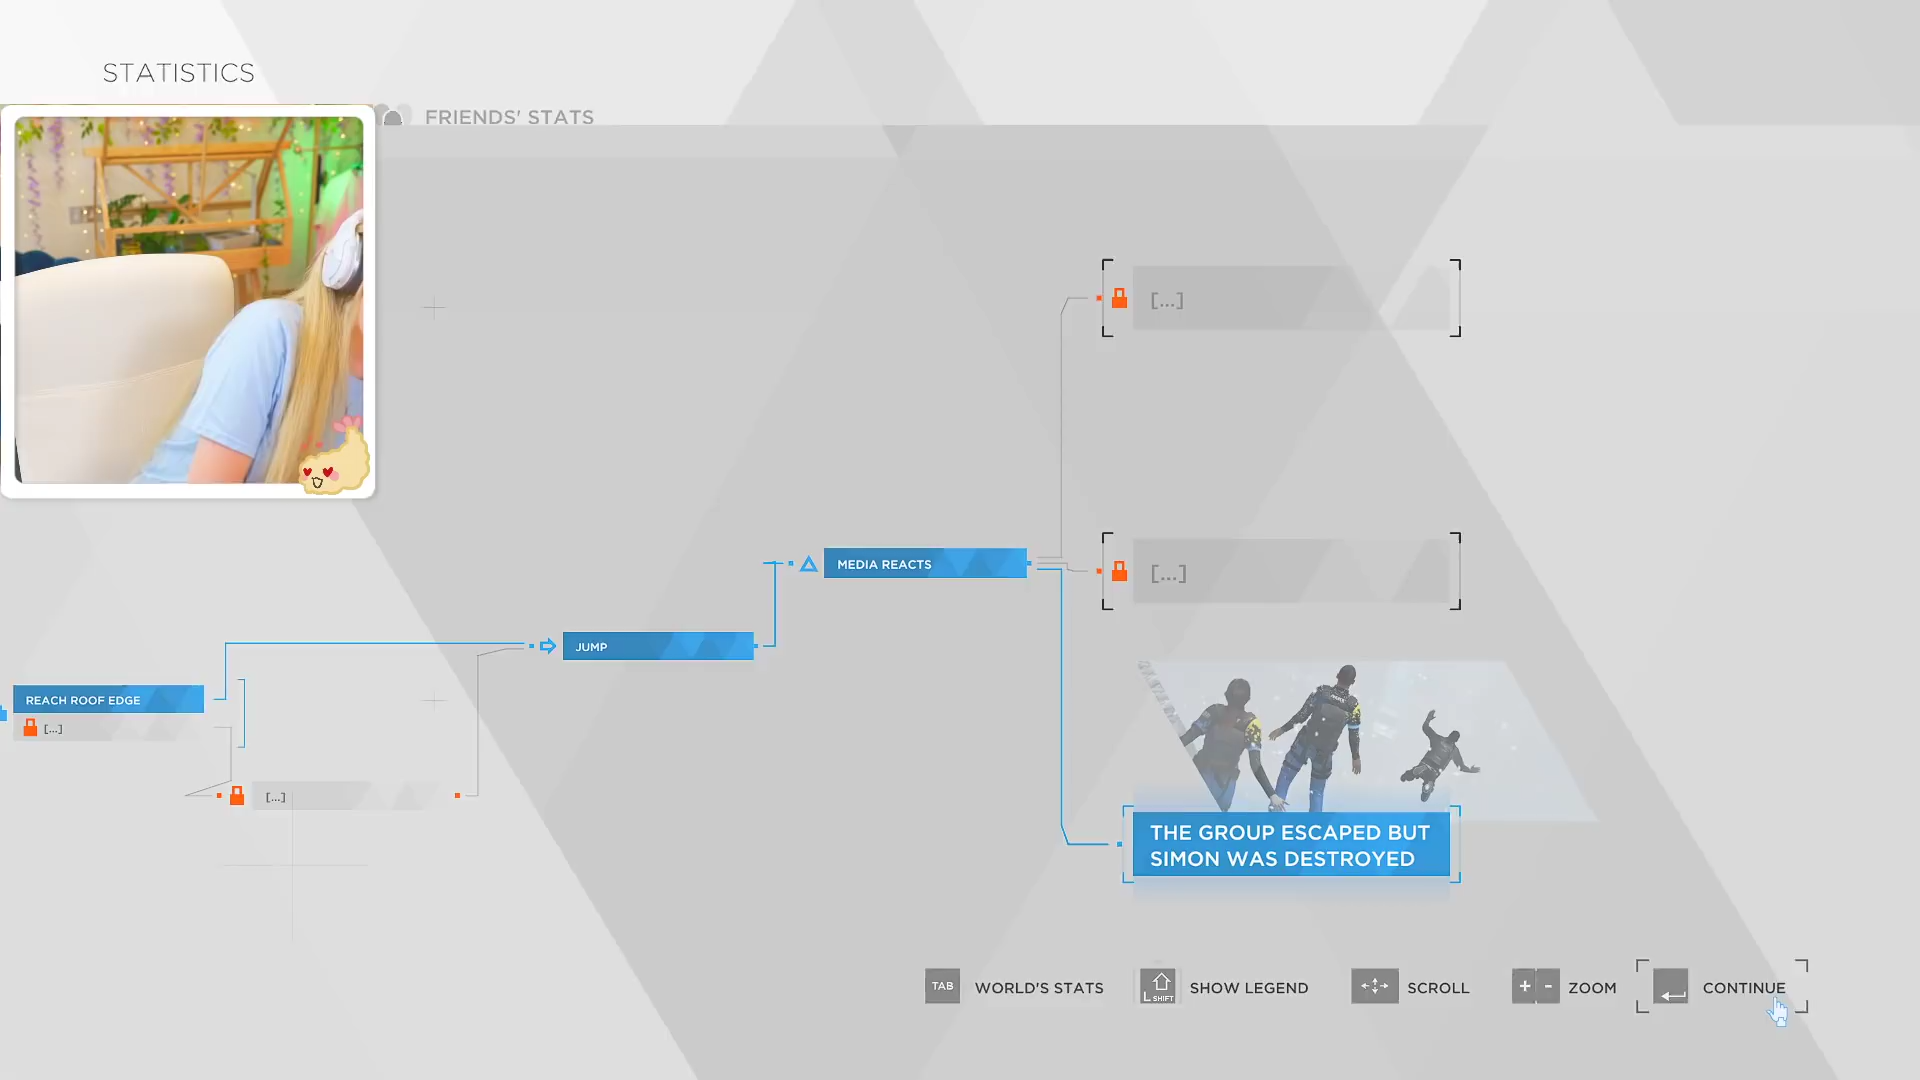 STATISTICS
FRIENDS' STATS
[...]
MEDIA REACTS
[...]
JUMP
REACH ROOF EDGE
[...]
[...]
THE GROUP ESCAPED BUT
SIMON WAS DESTROYED
TAB WORLD'S STATS
L SHIFT SHOW LEGEND
SCROLL
+ - ZOOM
CONTINUE